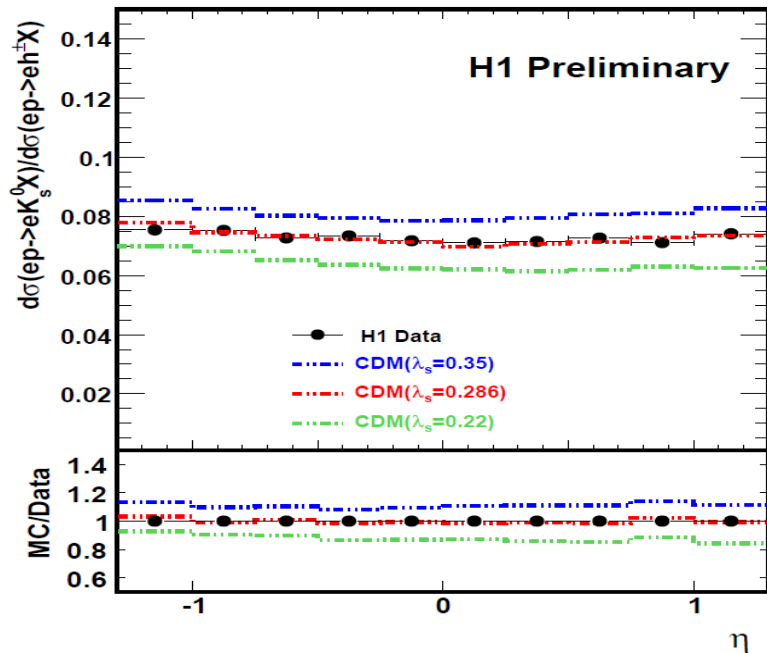 dσ(ep->eK⁰ₛX)/dσ(ep->eh±X)
0.14
0.12
0.1
0.08
0.06
0.04
0.02
H1 Preliminary
H1 Data
CDM(λₛ=0.35)
CDM(λₛ=0.286)
CDM(λₛ=0.22)
MC/Data
1.4
1.2
1
0.8
0.6
-1
0
1
η